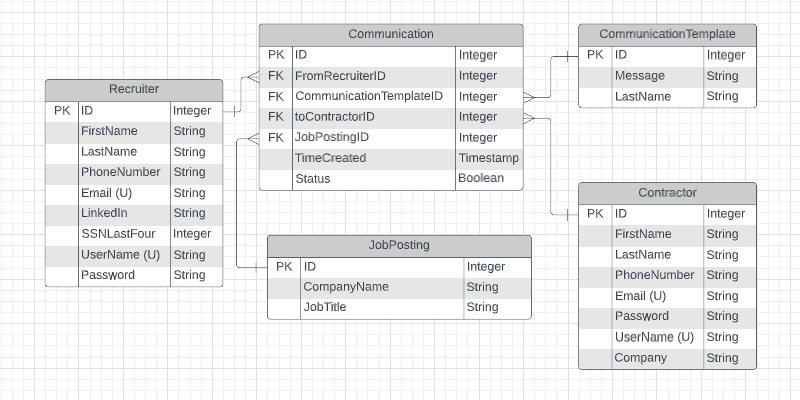 Communication
PK ID Integer
FK FromRecruiterID Integer
FK CommunicationTemplateID Integer
FK toContractorID Integer
FK JobPostingID Integer
TimeCreated Timestamp
Status Boolean
CommunicationTemplate
PK ID Integer
Message String
LastName String
Recruiter
PK ID Integer
FirstName String
LastName String
PhoneNumber String
Email (U) String
LinkedIn String
SSNLastFour Integer
UserName (U) String
Password String
JobPosting
PK ID Integer
CompanyName String
JobTitle String
Contractor
PK ID Integer
FirstName String
LastName String
PhoneNumber String
Email (U) String
Password String
UserName (U) String
Company String